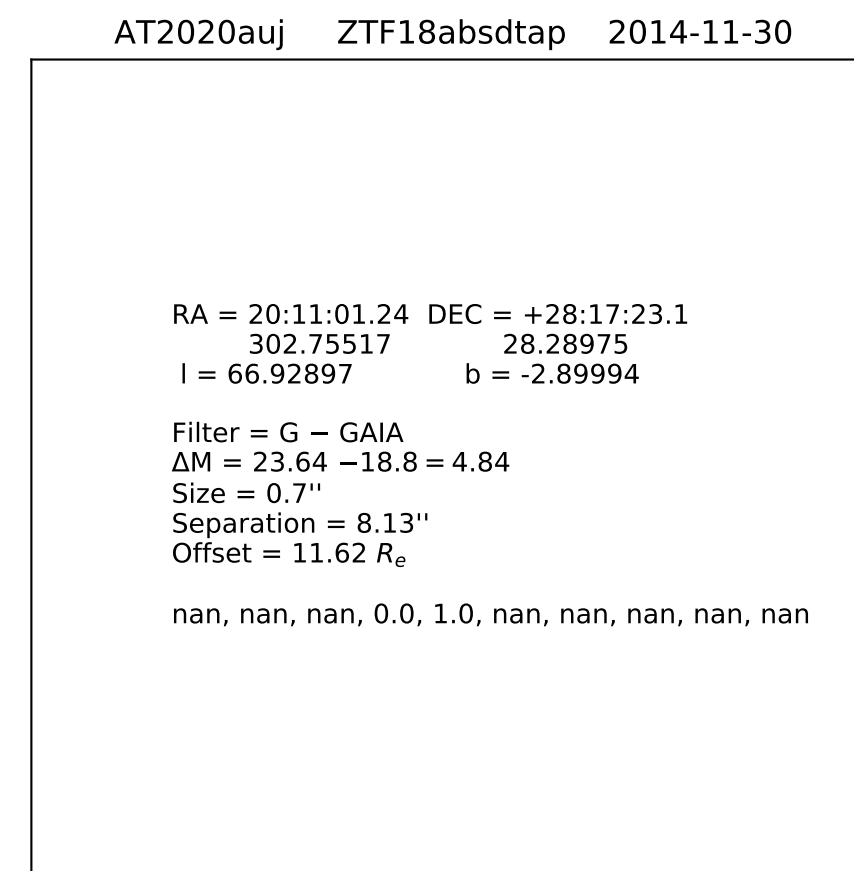 AT2020auj ZTF18absdtap 2014-11-30
RA = 20:11:01.24 DEC = +28:17:23.1
302.75517 28.28975
l = 66.92897 b = -2.89994
Filter = G − GAIA
ΔM = 23.64 −18.8 = 4.84
Size = 0.7''
Separation = 8.13''
Offset = 11.62 Re
nan, nan, nan, 0.0, 1.0, nan, nan, nan, nan, nan